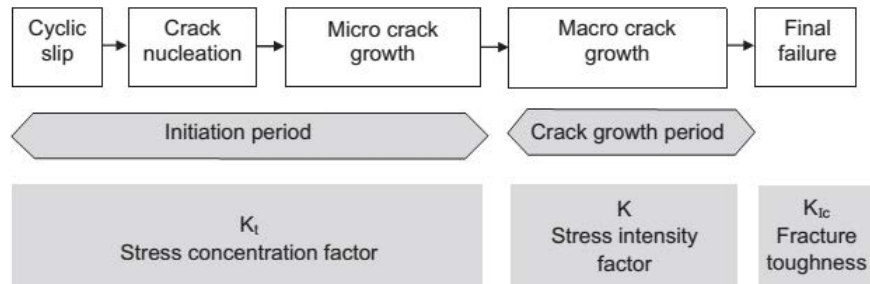 Cyclic
slip
Crack
nucleation
Micro crack
growth
Macro crack
growth
Final
failure
Initiation period
Crack growth period
Kt
Stress concentration factor
K
Stress intensity
factor
KIc
Fracture
toughness